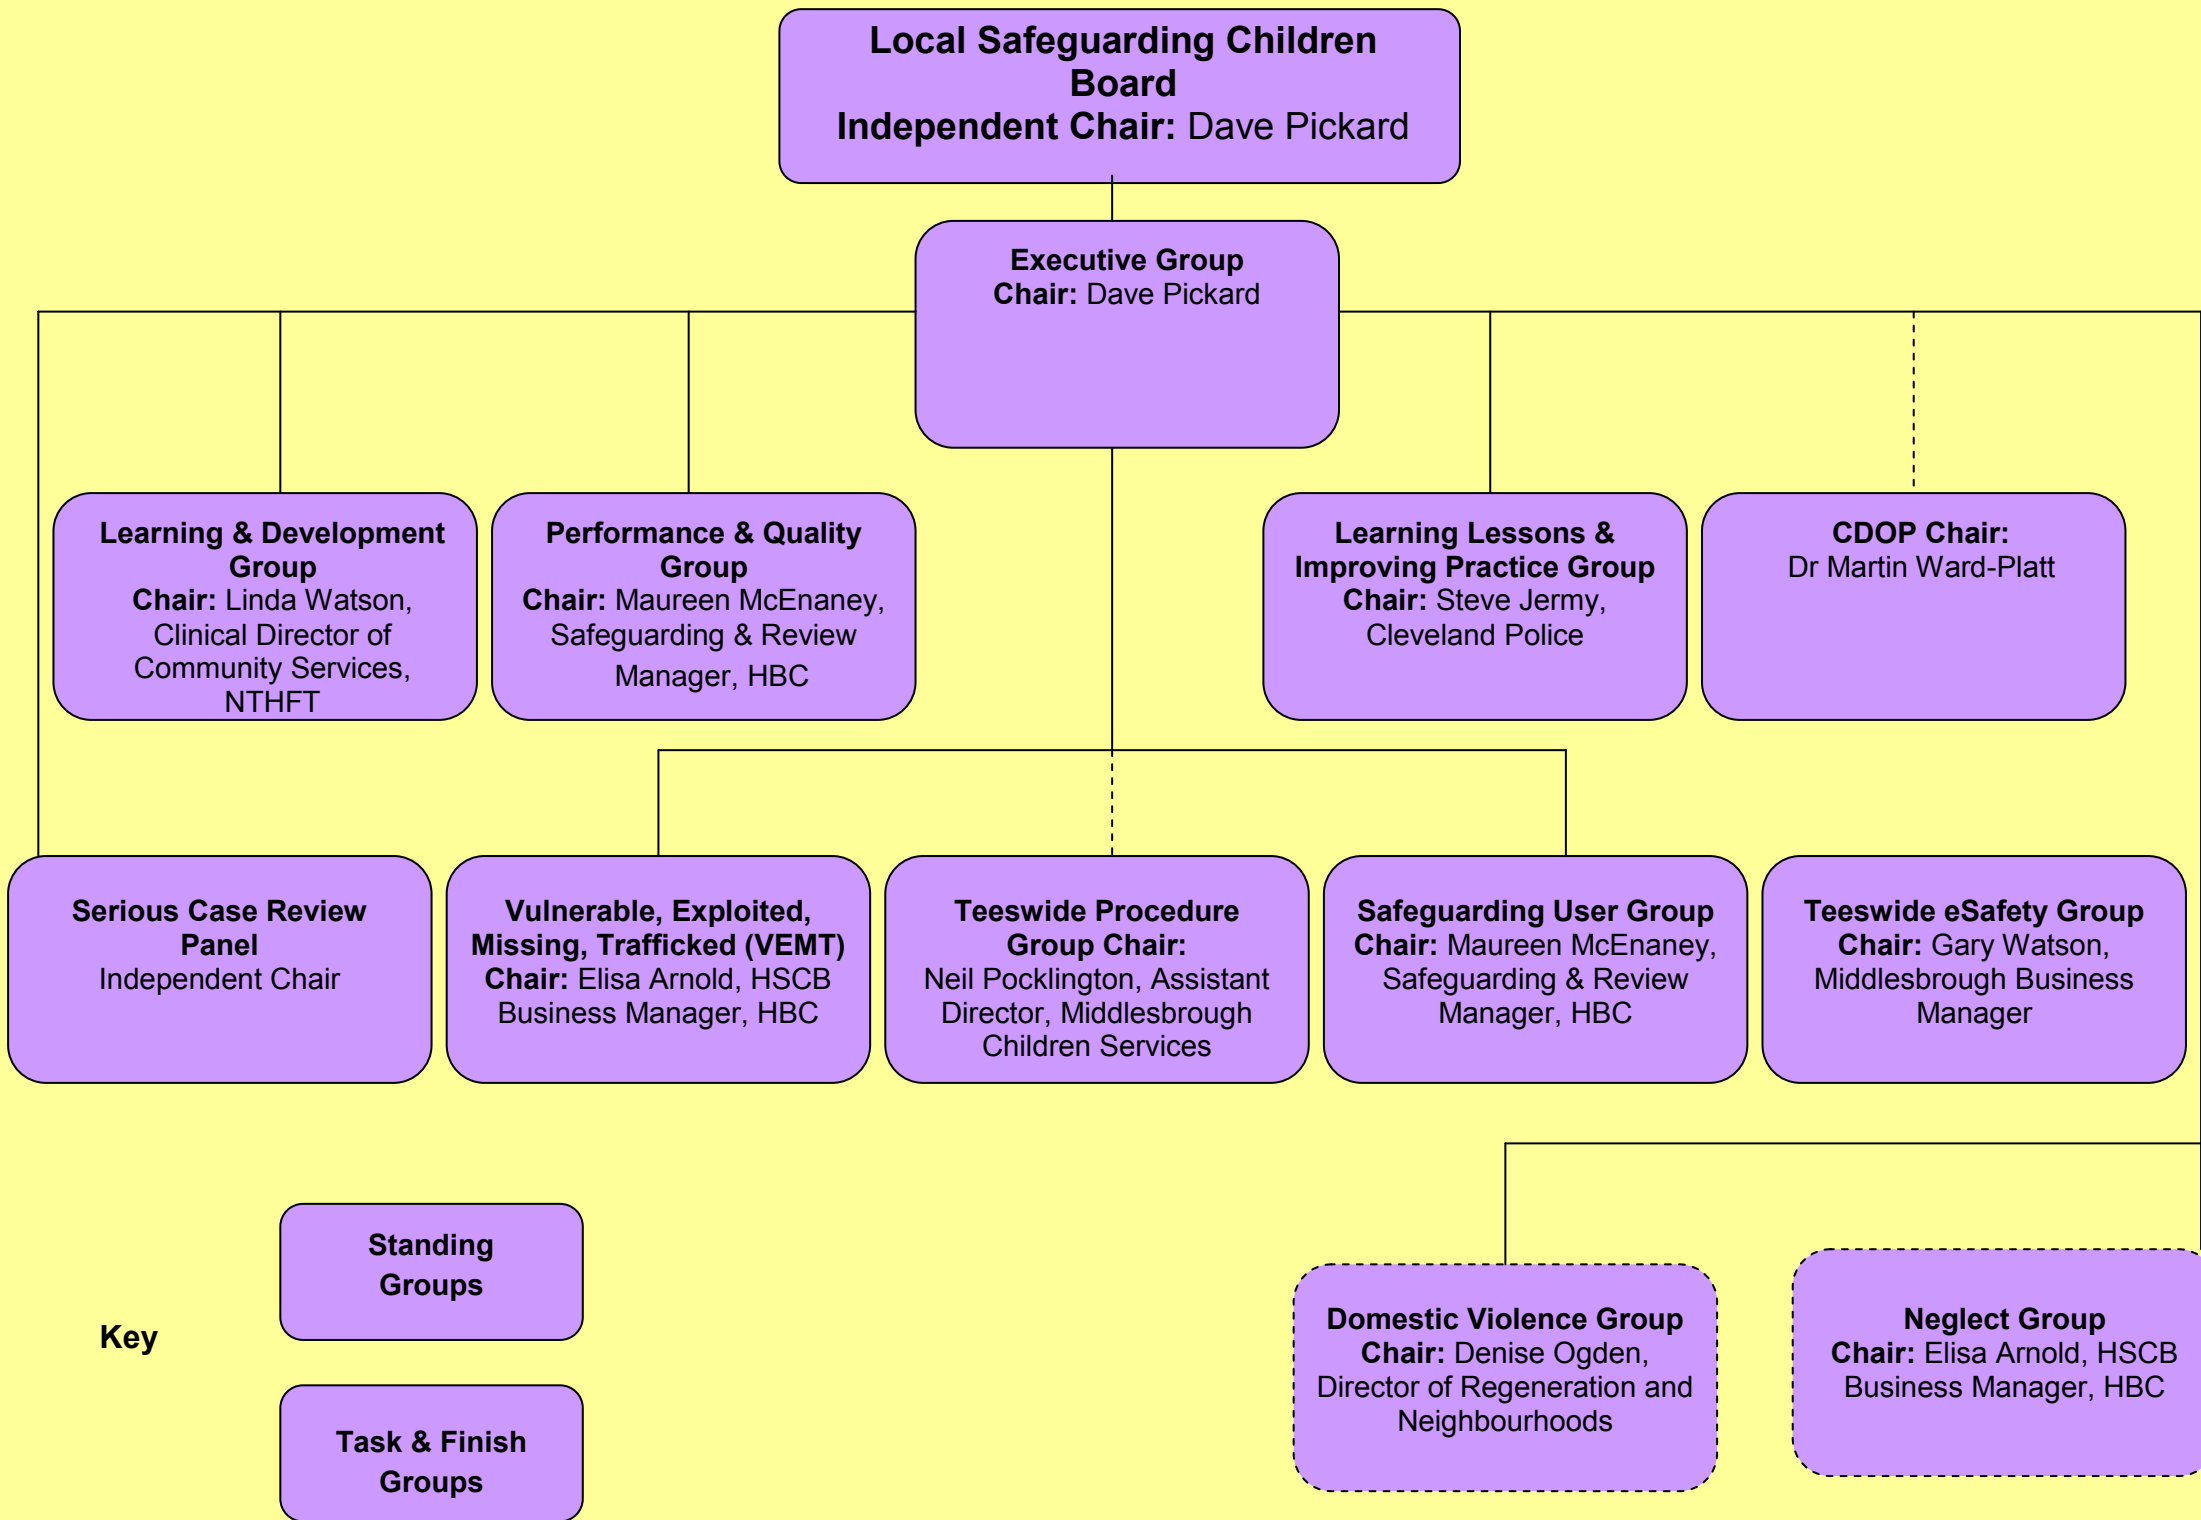 Local Safeguarding Children
Board
Independent Chair: Dave Pickard
Executive Group
Chair: Dave Pickard
Learning & Development
Group
Chair: Linda Watson,
Clinical Director of
Community Services,
NTHFT
Performance & Quality
Group
Chair: Maureen McEnaney,
Safeguarding & Review
Manager, HBC
Learning Lessons &
Improving Practice Group
Chair: Steve Jermy,
Cleveland Police
CDOP Chair:
Dr Martin Ward-Platt
Serious Case Review
Panel
Independent Chair
Vulnerable, Exploited,
Missing, Trafficked (VEMT)
Chair: Elisa Arnold, HSCB
Business Manager, HBC
Teeswide Procedure
Group Chair:
Neil Pocklington, Assistant
Director, Middlesbrough
Children Services
Safeguarding User Group
Chair: Maureen McEnaney,
Safeguarding & Review
Manager, HBC
Teeswide eSafety Group
Chair: Gary Watson,
Middlesbrough Business
Manager
Domestic Violence Group
Chair: Denise Ogden,
Director of Regeneration and
Neighbourhoods
Neglect Group
Chair: Elisa Arnold, HSCB
Business Manager, HBC
Key
Standing
Groups
Task & Finish
Groups